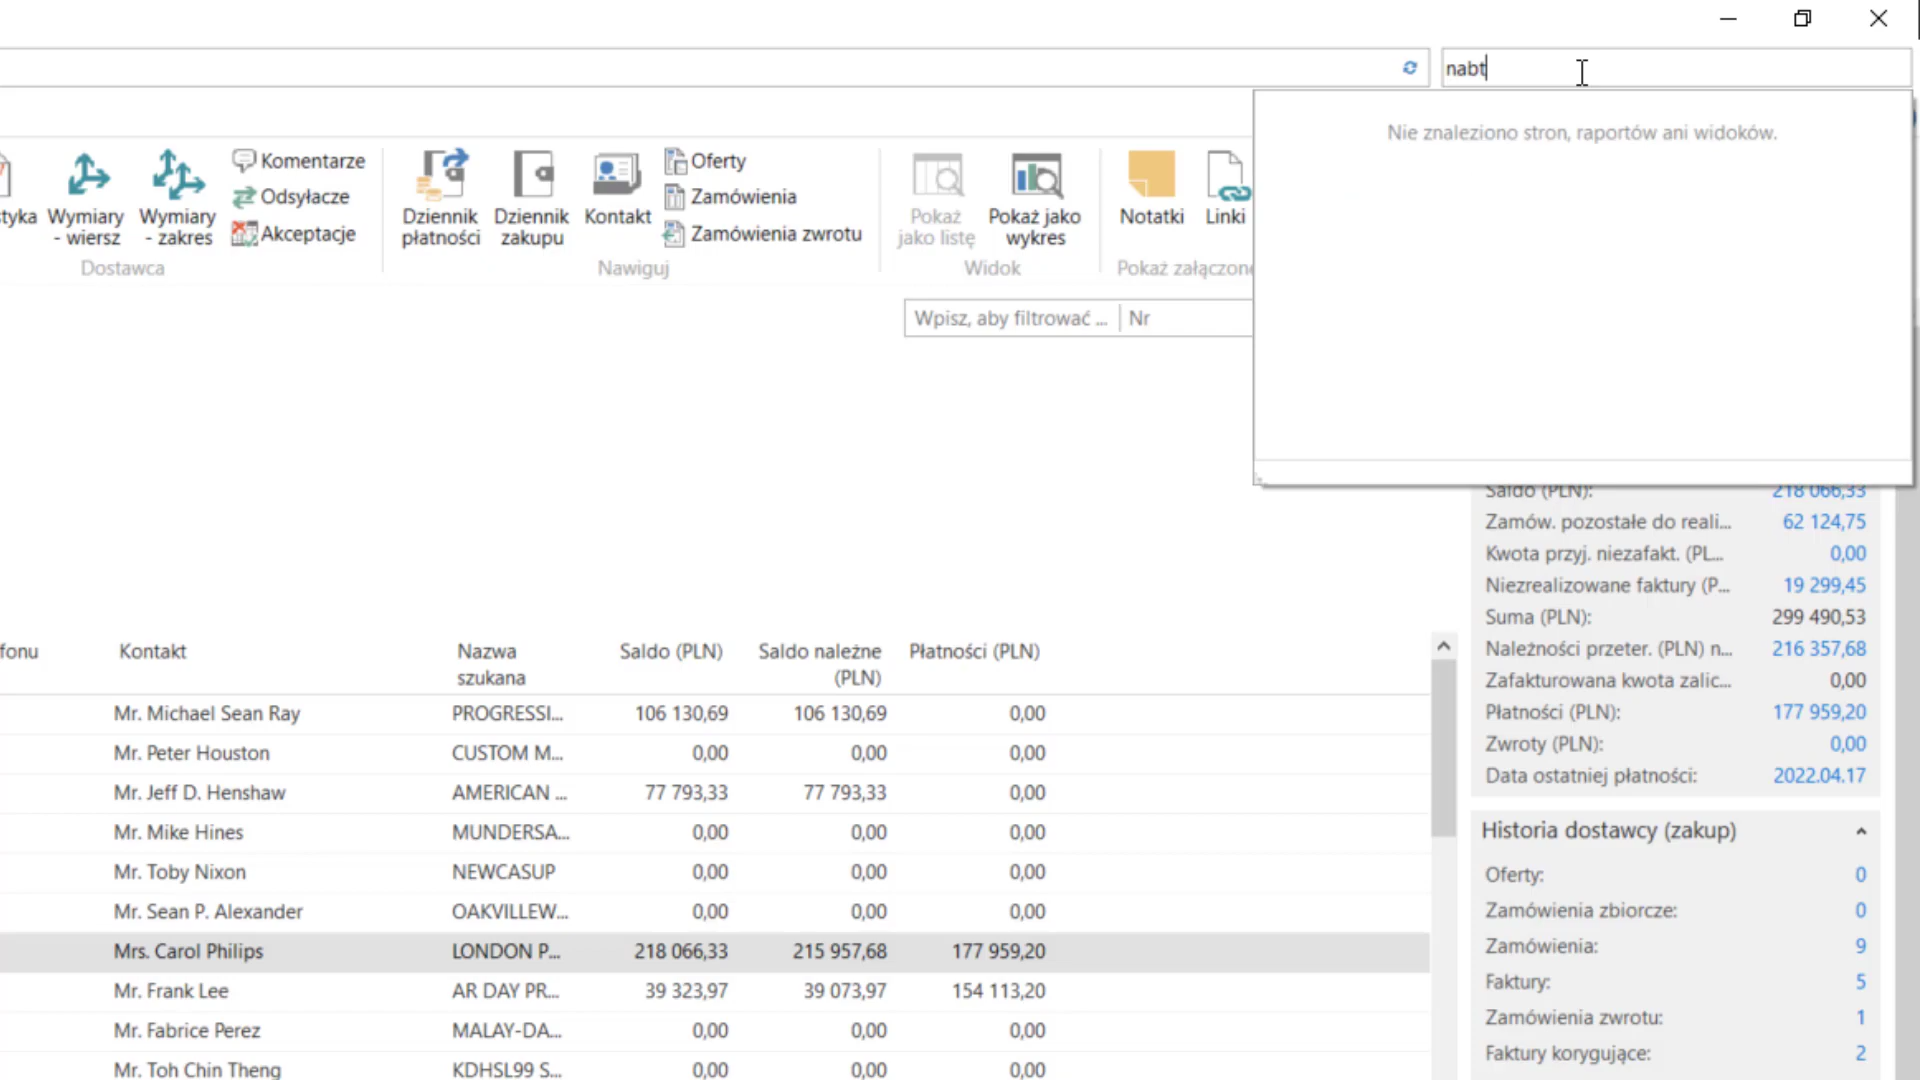 nabt
Nie znaleziono stron, raportów ani widoków.
Wymiary
- wiersz
Wymiary
- zakres
Komentarze
Odsyłacze
Akceptacje
Dostawca
Dziennik
płatności
Dziennik
zakupu
Kontakt
Oferty
Zamówienia
Zamówienia zwrotu
Nawiguj
Pokaż
jako listę
Pokaż jako
wykres
Widok
Notatki
Linki
Pokaż załączone
Wpisz, aby filtrować ... Nr
Saldo (PLN): 218 066,33
Zamów. pozostałe do reali... 62 124,75
Kwota przyj. niezafakt. (PL... 0,00
Niezrealizowane faktury (P... 19 299,45
Suma (PLN): 299 490,53
Należności przeter. (PLN) n... 216 357,68
Zafakturowana kwota zalic... 0,00
Płatności (PLN): 177 959,20
Zwroty (PLN): 0,00
Data ostatniej płatności: 2022.04.17
Historia dostawcy (zakup)
Oferty: 0
Zamówienia zbiorcze: 0
Zamówienia: 9
Faktury: 5
Zamówienia zwrotu: 1
Faktury korygujące: 2
fonu Kontakt Nazwa szukana Saldo (PLN) Saldo należne (PLN) Płatności (PLN)
Mr. Michael Sean Ray PROGRESSI... 106 130,69 106 130,69 0,00
Mr. Peter Houston CUSTOM M... 0,00 0,00 0,00
Mr. Jeff D. Henshaw AMERICAN ... 77 793,33 77 793,33 0,00
Mr. Mike Hines MUNDERSA... 0,00 0,00 0,00
Mr. Toby Nixon NEWCASUP 0,00 0,00 0,00
Mr. Sean P. Alexander OAKVILLEW... 0,00 0,00 0,00
Mrs. Carol Philips LONDON P... 218 066,33 215 957,68 177 959,20
Mr. Frank Lee AR DAY PR... 39 323,97 39 073,97 154 113,20
Mr. Fabrice Perez MALAY-DA... 0,00 0,00 0,00
Mr. Toh Chin Theng KDHSL99 S... 0,00 0,00 0,00